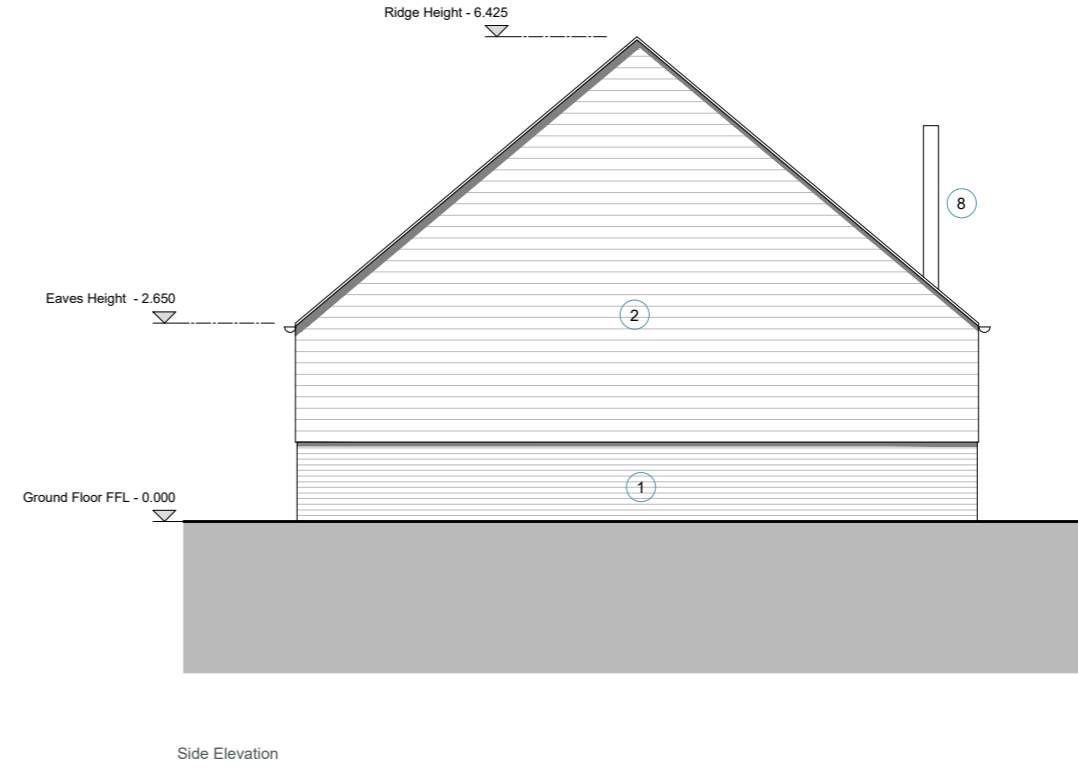 Ridge Height - 6.425
8
Eaves Height - 2.650
2
1
Ground Floor FFL - 0.000
Side Elevation